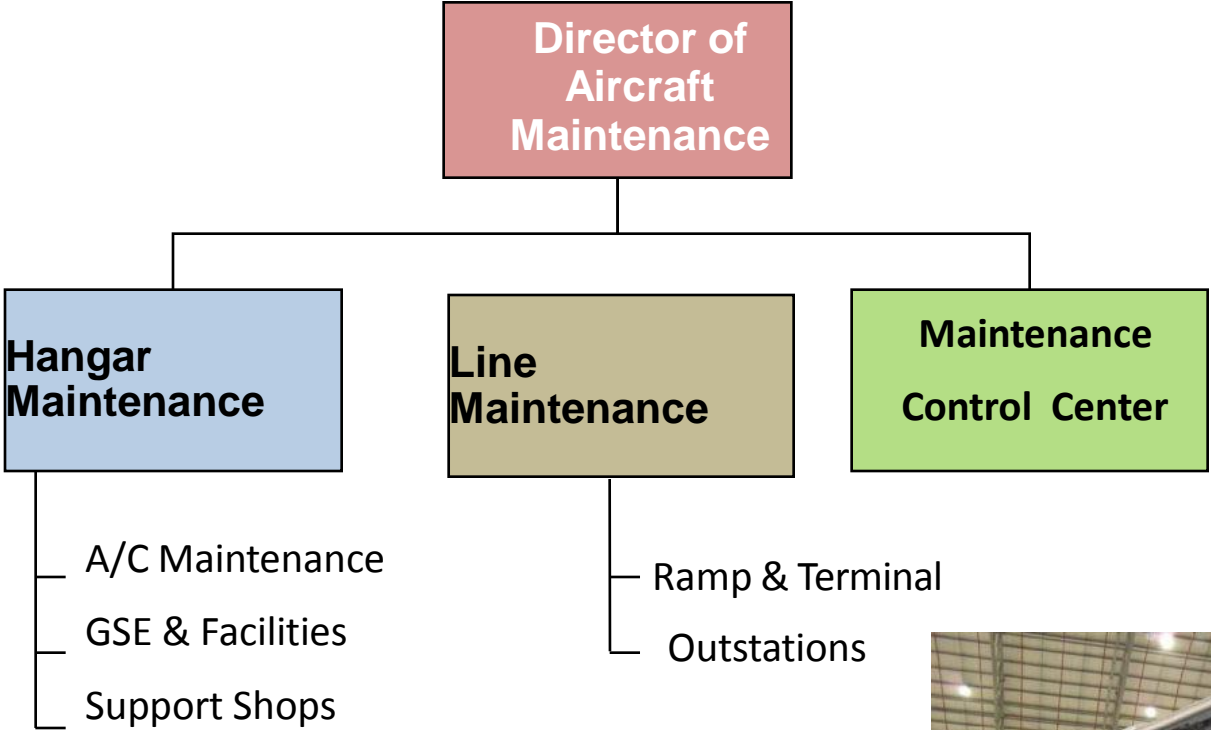 Director of
Aircraft
Maintenance
Hangar
Maintenance
Line
Maintenance
Maintenance
Control Center
A/C Maintenance
GSE & Facilities
Support Shops
Ramp & Terminal
Outstations